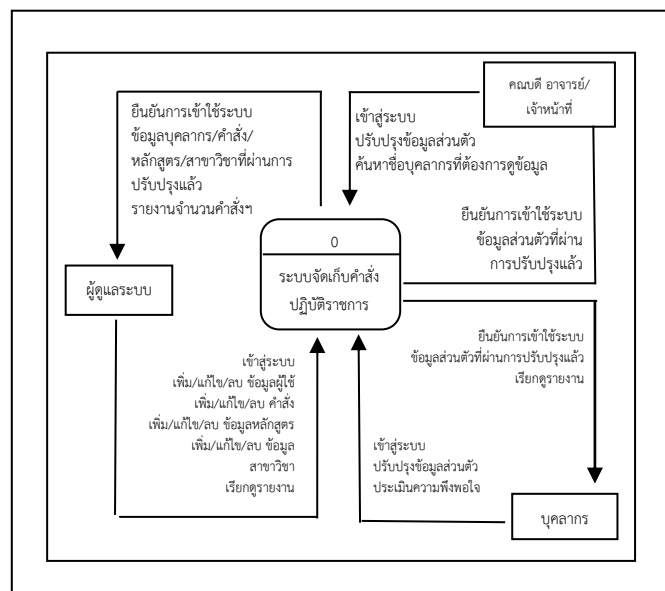 คณบดี อาจารย์/
เจ้าหน้าที่
ยืนยันการเข้าใช้ระบบ
ข้อมูลบุคลากร/คำสั่ง/
หลักสูตร/สาขาวิชาที่ผ่านการ
ปรับปรุงแล้ว
รายงานจำนวนคำสั่งฯ
เข้าสู่ระบบ
ปรับปรุงข้อมูลส่วนตัว
ค้นหาชื่อบุคลากรที่ต้องการดูข้อมูล
ยืนยันการเข้าใช้ระบบ
ข้อมูลส่วนตัวที่ผ่าน
การปรับปรุงแล้ว
0
ระบบจัดเก็บคำสั่ง
ปฏิบัติราชการ
ผู้ดูแลระบบ
ยืนยันการเข้าใช้ระบบ
ข้อมูลส่วนตัวที่ผ่านการปรับปรุงแล้ว
เรียกดูรายงาน
เข้าสู่ระบบ
เพิ่ม/แก้ไข/ลบ ข้อมูลผู้ใช้
เพิ่ม/แก้ไข/ลบ คำสั่ง
เพิ่ม/แก้ไข/ลบ ข้อมูลหลักสูตร
เพิ่ม/แก้ไข/ลบ ข้อมูล
สาขาวิชา
เรียกดูรายงาน
เข้าสู่ระบบ
ปรับปรุงข้อมูลส่วนตัว
ประเมินความพึงพอใจ
บุคลากร